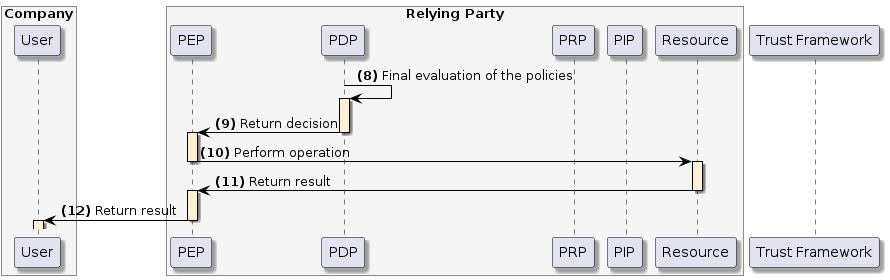 Company
Relying Party
User
PEP
PDP
PRP
PIP
Resource
Trust Framework
(8) Final evaluation of the policies
(9) Return decision
(10) Perform operation
(11) Return result
(12) Return result
User
PEP
PDP
PRP
PIP
Resource
Trust Framework